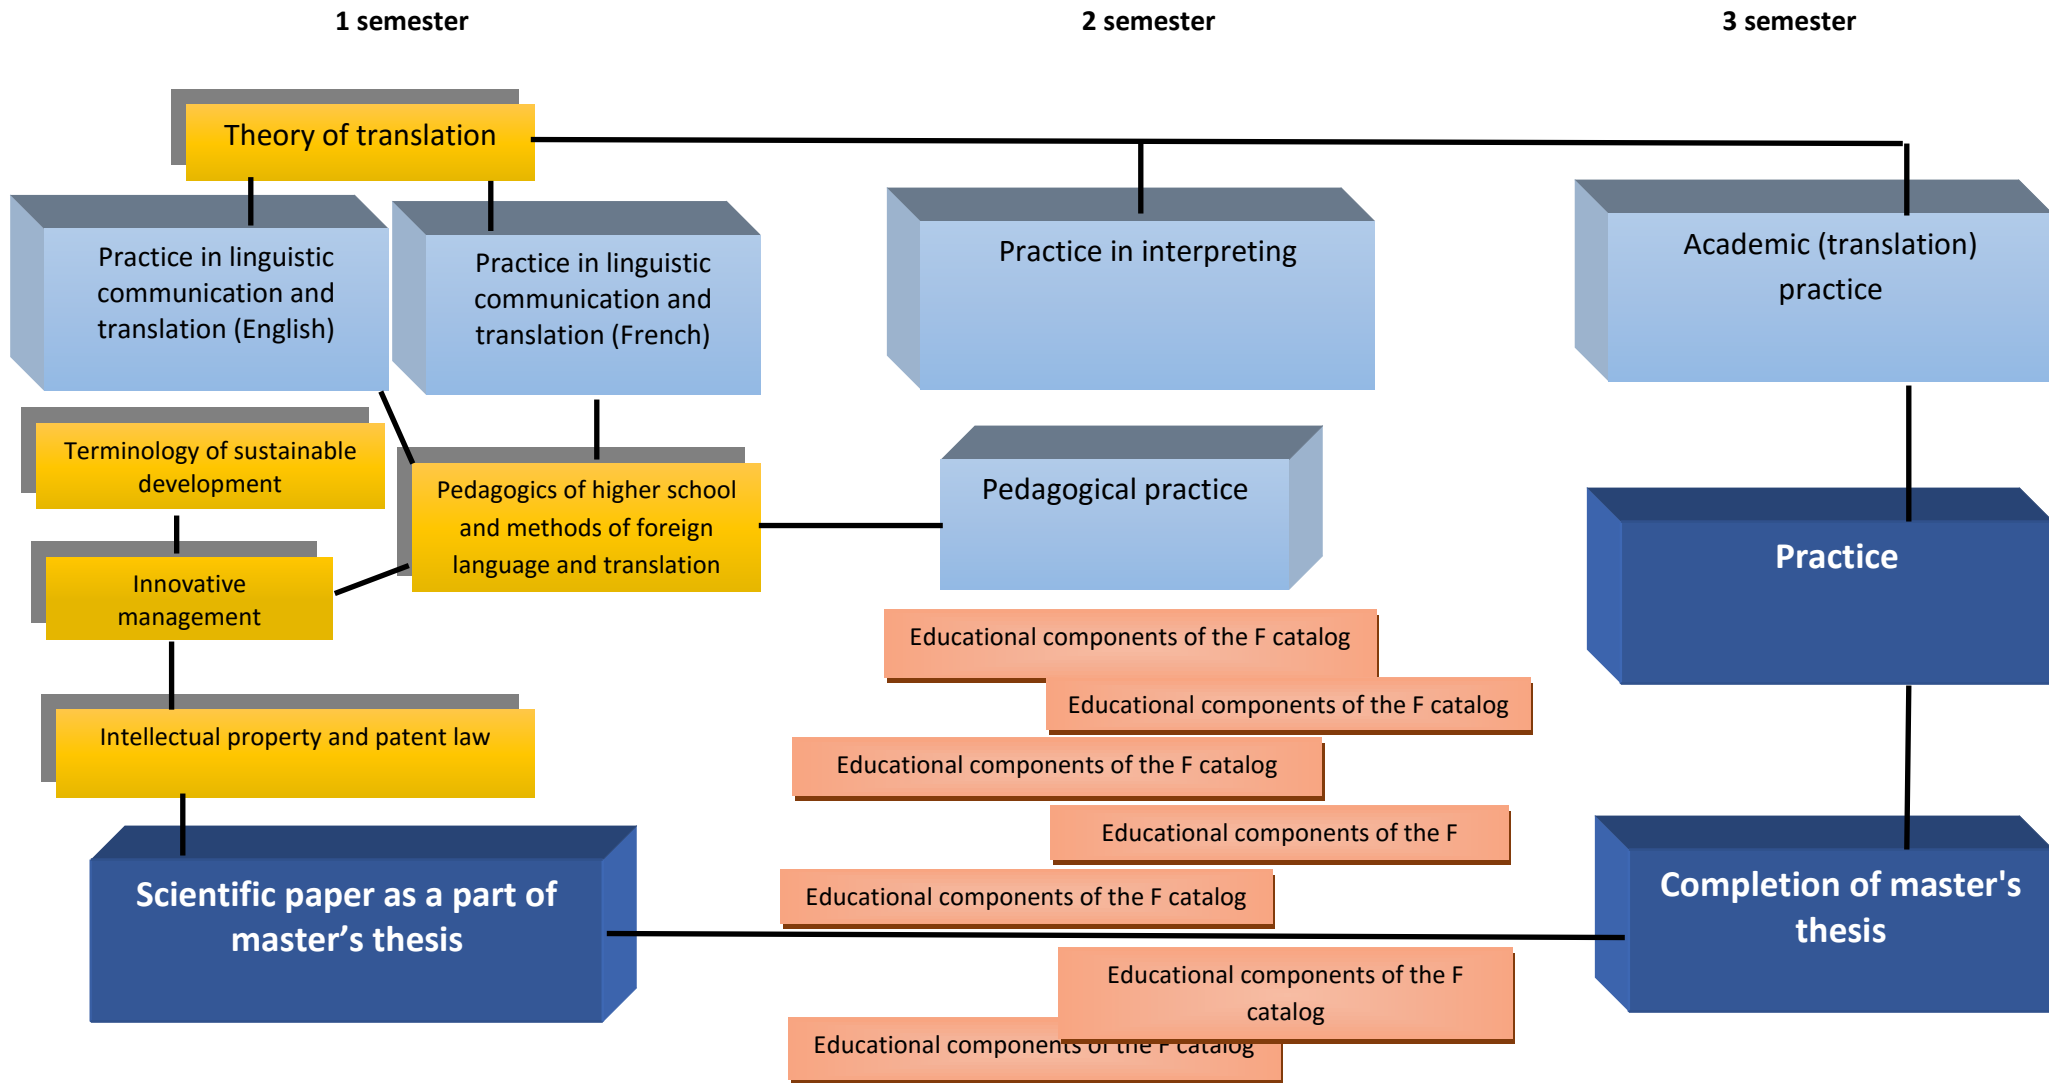 1 semester
2 semester
3 semester
Theory of translation
Practice in linguistic
communication and
translation (English)
Practice in linguistic
communication and
translation (French)
Practice in interpreting
Academic (translation)
practice
Terminology of sustainable
development
Pedagogics of higher school
and methods of foreign
language and translation
Pedagogical practice
Practice
Innovative
management
Educational components of the F catalog
Educational components of the F catalog
Intellectual property and patent law
Educational components of the F catalog
Educational components of the F
Scientific paper as a part of
master’s thesis
Educational components of the F catalog
Completion of master's
thesis
Educational components of the F
catalog
Educational components of the F catalog